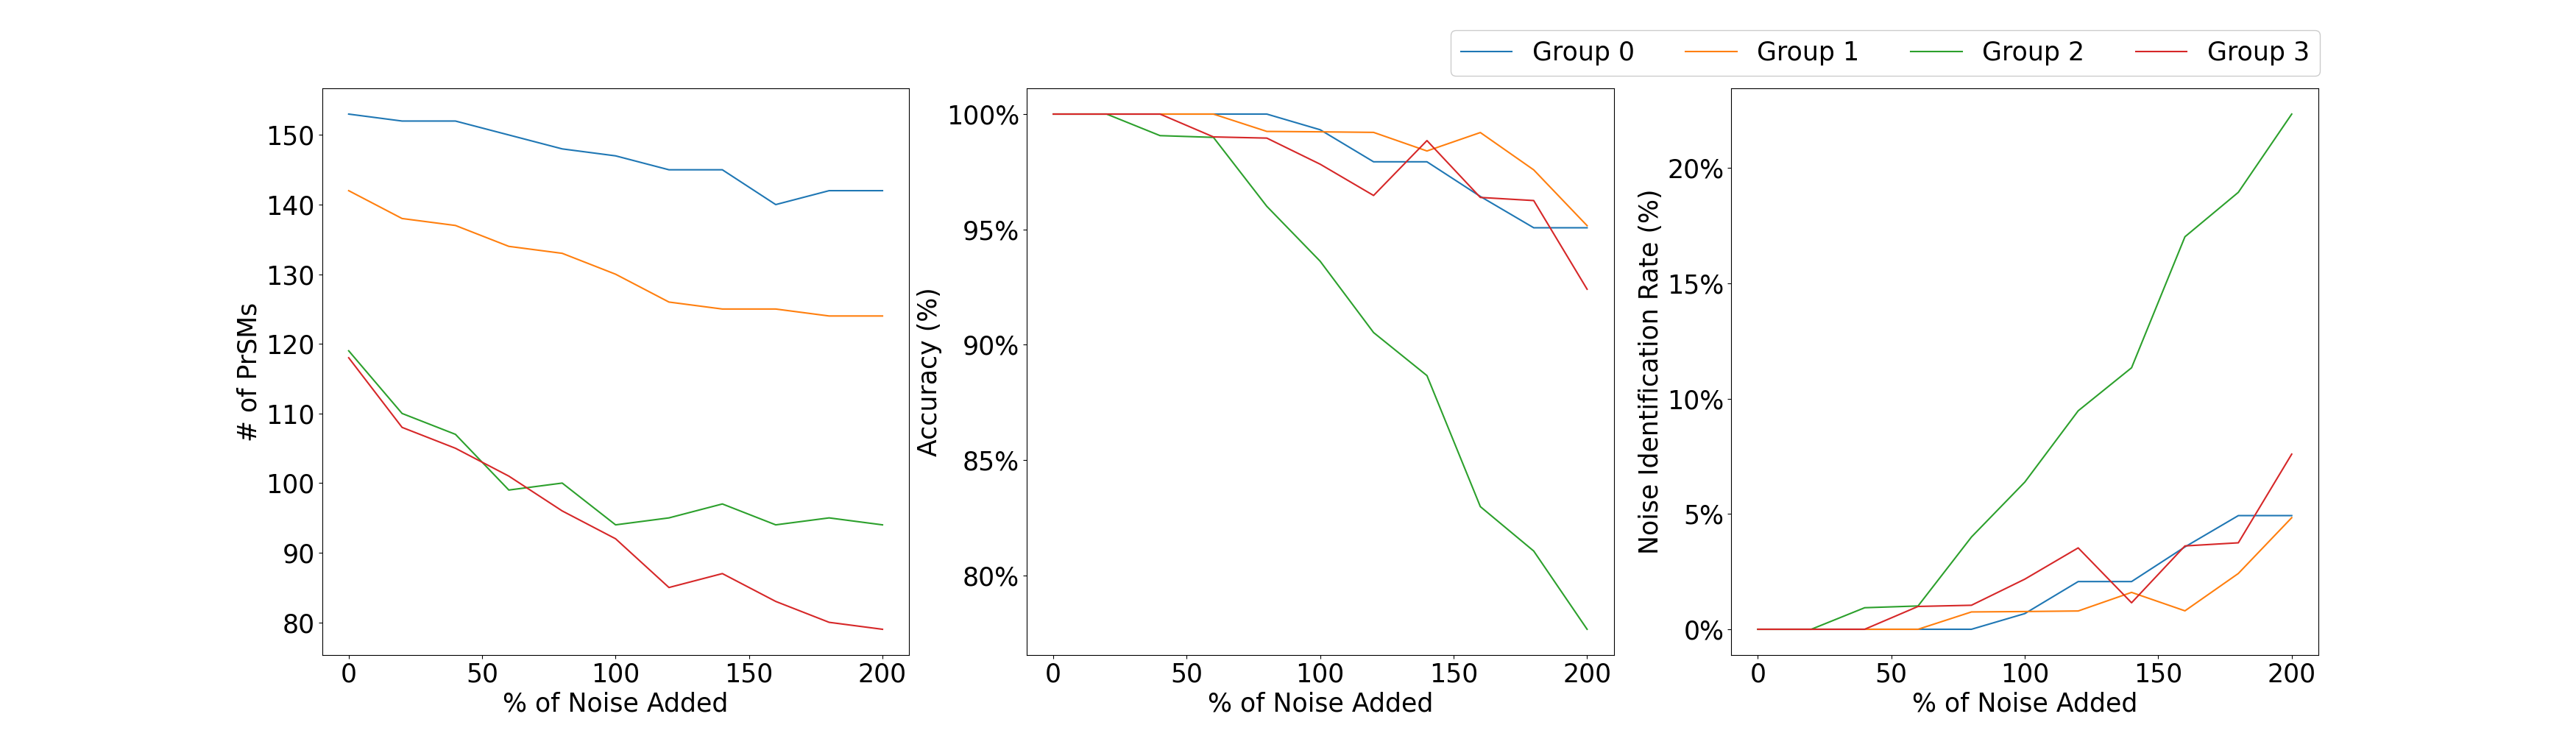 Group 0 Group 1 Group 2 Group 3
# of PrSMs
150
140
130
120
110
100
90
80
0 50 100 150 200
% of Noise Added
Accuracy (%)
100%
95%
90%
85%
80%
0 50 100 150 200
% of Noise Added
Noise Identification Rate (%)
20%
15%
10%
5%
0%
0 50 100 150 200
% of Noise Added